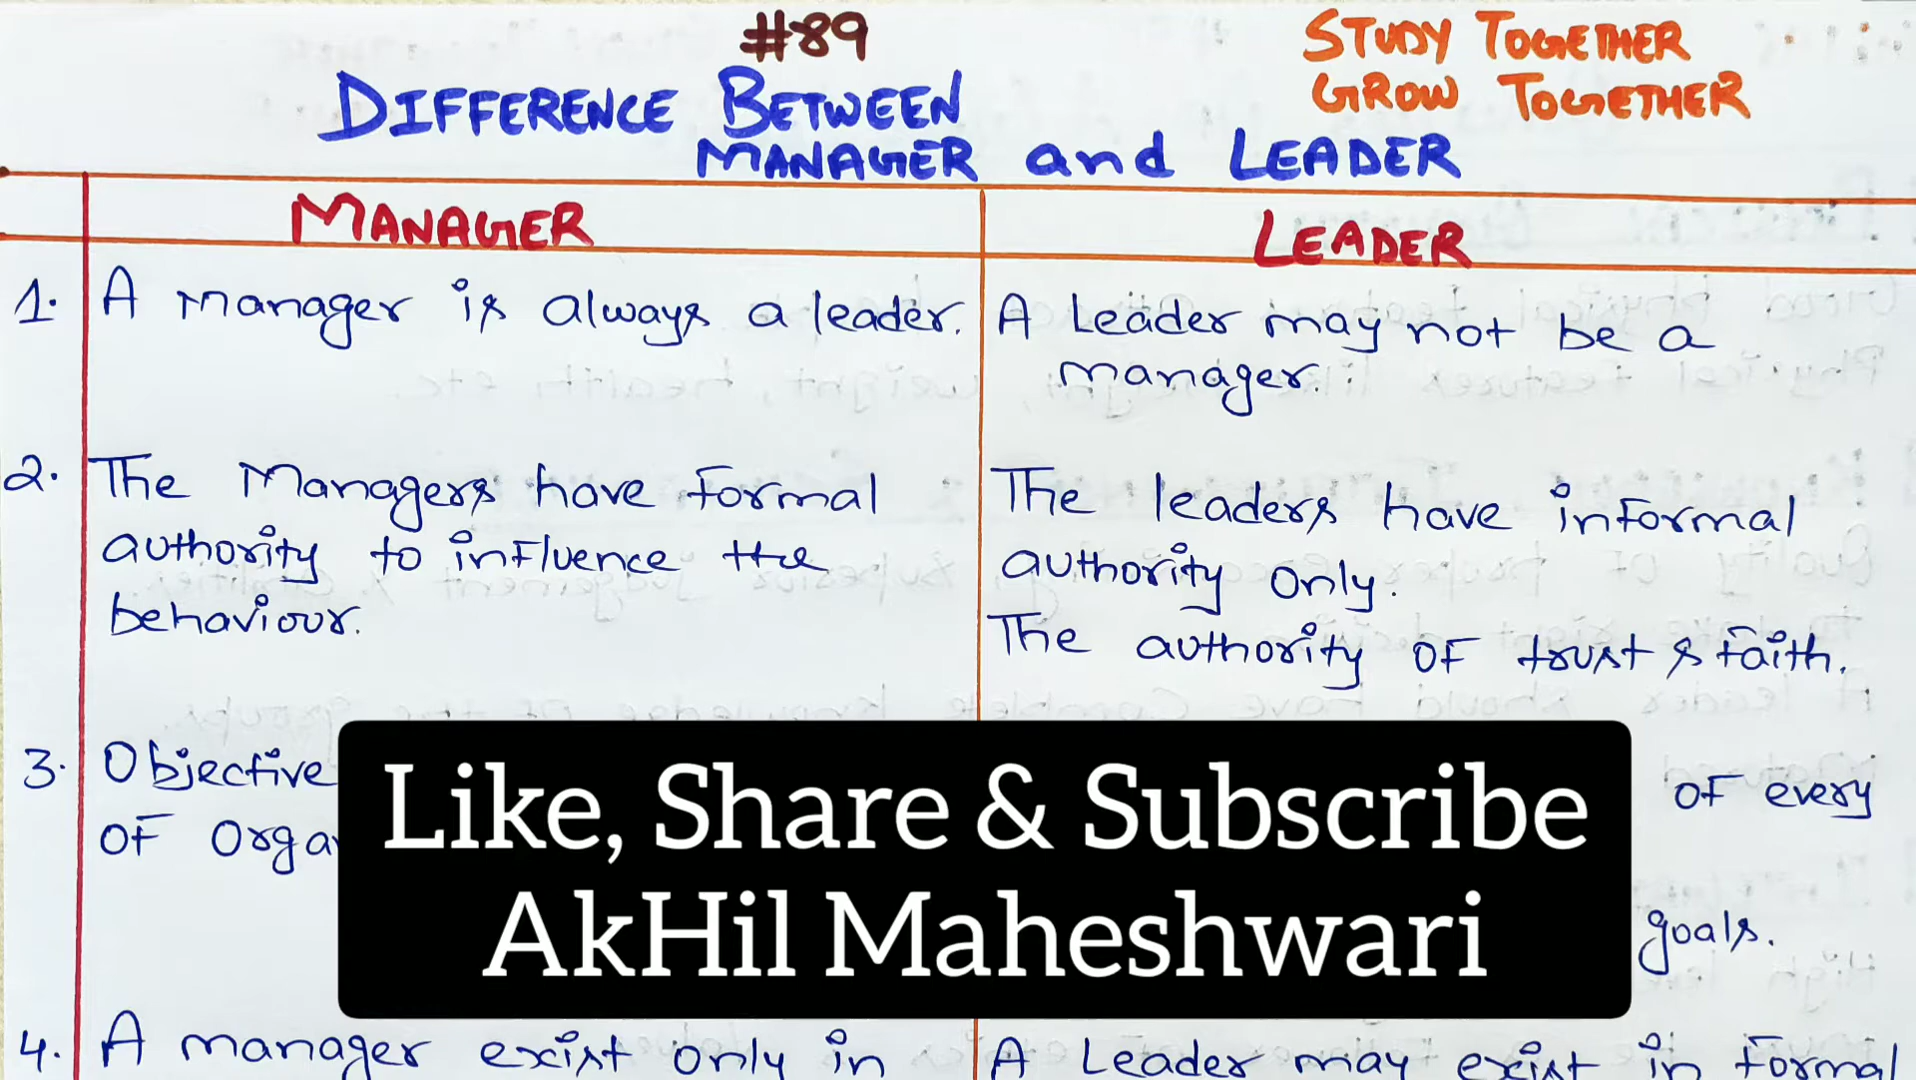 #89
STUDY TOGETHER
GROW TOGETHER
DIFFERENCE BETWEEN
MANAGER and LEADER
MANAGER
LEADER
1. A manager is always a leader.
A Leader may not be a
manager.
2. The Managers have formal
authority to influence the
behaviour.
The leaders have informal
authority only.
The authority of trust & faith.
3. Objective
of every
of
goals.
Like, Share & Subscribe
AkHil Maheshwari
4. A manager exist only in
A Leader may exist in formal